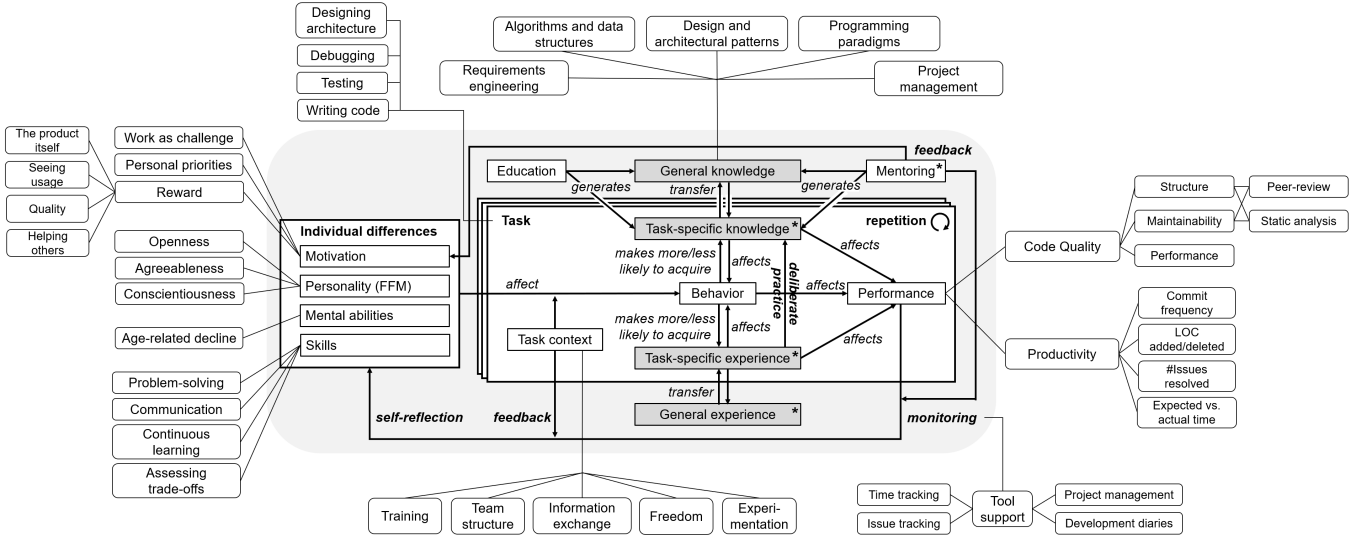 Designing
architecture
Debugging
Testing
Writing code
Algorithms and data
structures
Design and
architectural patterns
Programming
paradigms
Requirements
engineering
Project
management
The product
itself
Seeing
usage
Quality
Helping
others
Work as challenge
Personal priorities
Reward
Openness
Agreeableness
Conscientiousness
Age-related decline
Problem-solving
Communication
Continuous
learning
Assessing
trade-offs
Individual differences
Motivation
Personality (FFM)
Mental abilities
Skills
Education
General knowledge
Mentoring*
feedback
generates
transfer
generates
Task
Task-specific knowledge *
repetition
makes more/less
likely to acquire
affects
affects
deliberate
practice
affect
Behavior
affects
Performance
Task context
makes more/less
likely to acquire
affects
affects
Task-specific experience *
transfer
General experience *
self-reflection
feedback
monitoring
Training
Team
structure
Information
exchange
Freedom
Experi-
mentation
Code Quality
Structure
Maintainability
Performance
Peer-review
Static analysis
Productivity
Commit
frequency
LOC
added/deleted
#Issues
resolved
Expected vs.
actual time
Time tracking
Issue tracking
Tool
support
Project management
Development diaries